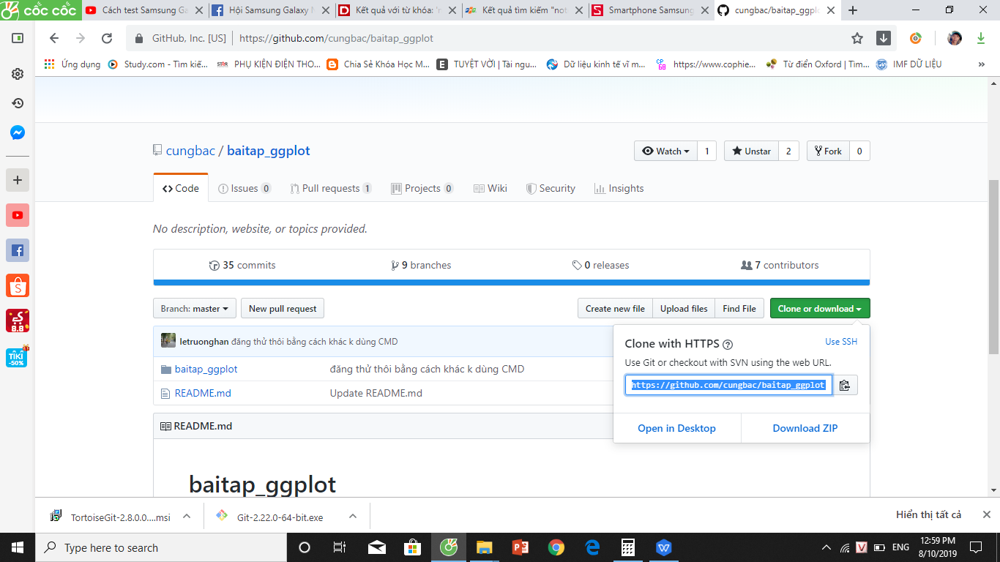 cốc cốc
Cách test Samsung Ga
Hội Samsung Galaxy N
Kết quả với từ khóa: 'n
Kết quả tìm kiếm "not
Smartphone Samsung
cungbac/baitap_ggplo
GitHub, Inc. [US] https://github.com/cungbac/baitap_ggplot
Ứng dụng Study.com - Tìm kiế... PHỤ KIỆN ĐIỆN THO... Chia Sẻ Khóa Học M... TUYỆT VỜI | Tài ngu... Dữ liệu kinh tế vĩ m... https://www.cophie... Từ điển Oxford | Tìm... IMF DỮ LIỆU »
cungbac / baitap_ggplot
Watch 1 Unstar 2 Fork 0
Code Issues 0 Pull requests 1 Projects 0 Wiki Security Insights
No description, website, or topics provided.
35 commits 9 branches 0 releases 7 contributors
Branch: master New pull request Create new file Upload files Find File Clone or download
letruonghan đăng thử thôi bằng cách khác k dùng CMD
baitap_ggplot đăng thử thôi bằng cách khác k dùng CMD
README.md Update README.md
Clone with HTTPS Use SSH
Use Git or checkout with SVN using the web URL.
https://github.com/cungbac/baitap_ggplot
Open in Desktop Download ZIP
README.md
baitap_ggplot
8.8
TIKI
-50%
TortoiseGit-2.8.0.0....msi Git-2.22.0-64-bit.exe Hiển thị tất cả
Type here to search
ENG
12:59 PM
8/10/2019